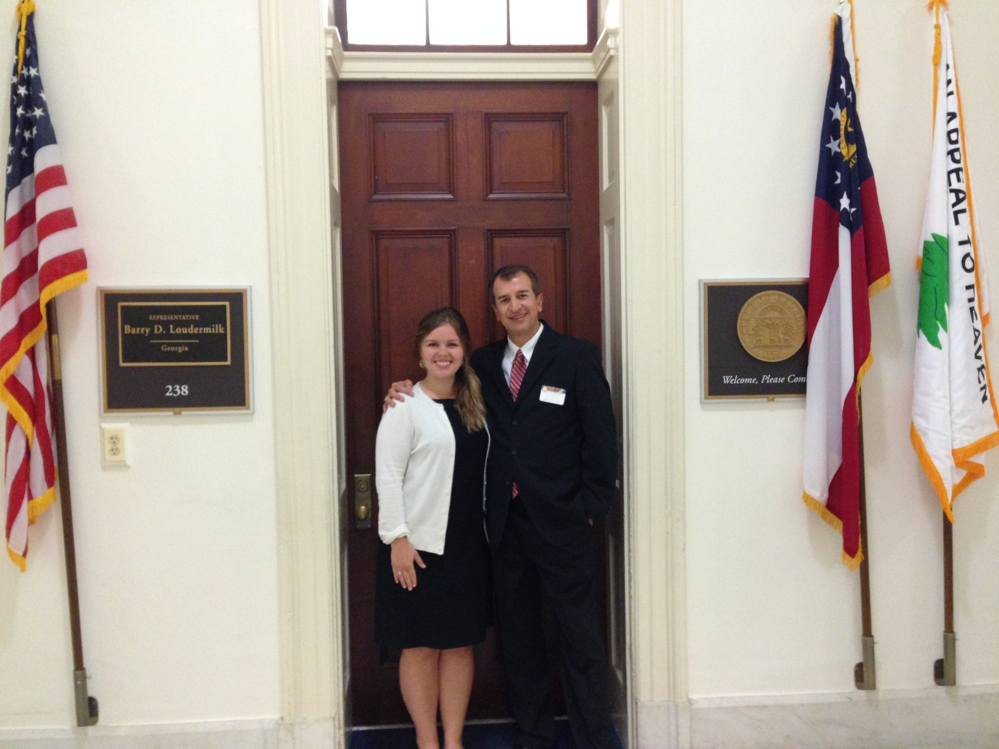 REPRESENTATIVE
Barry D. Loudermilk
Georgia
238
Welcome, Please Com
AN APPEAL TO HEAVEN